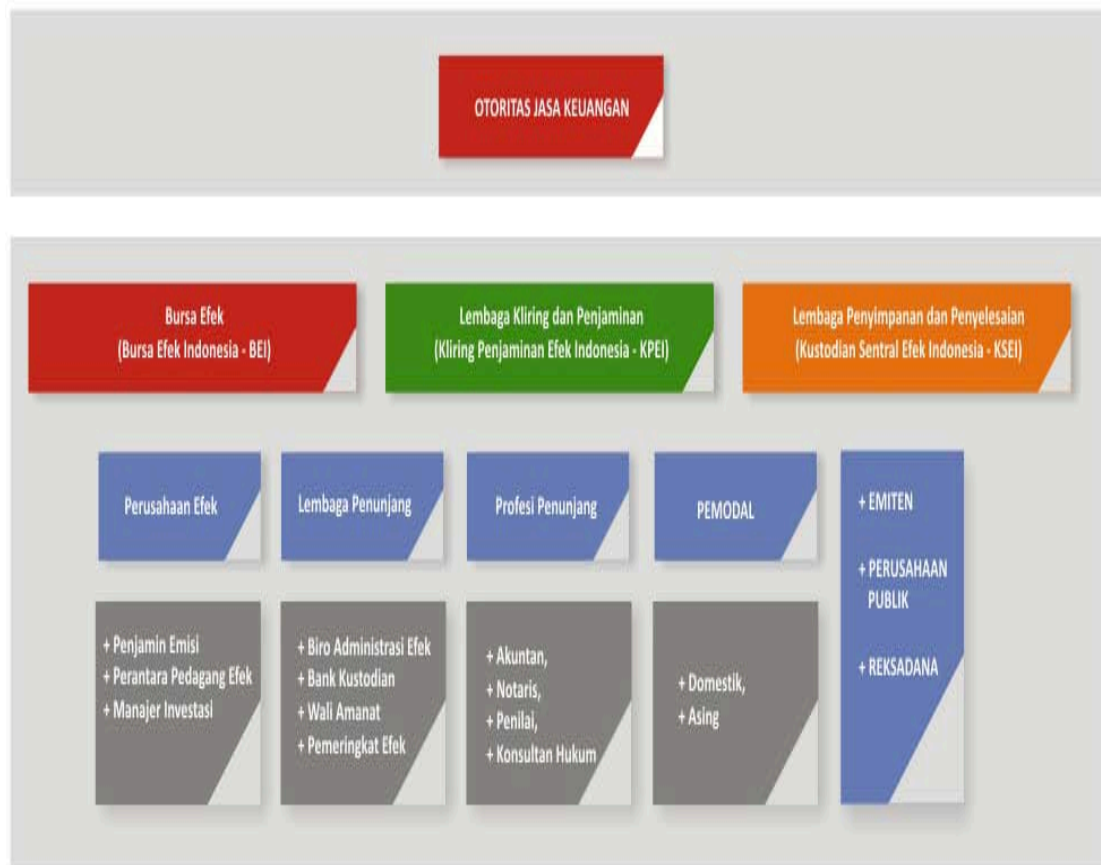 OTORITAS JASA KEUANGAN
Bursa Efek
(Bursa Efek Indonesia - BEI)
Lembaga Kliring dan Penjaminan
(Kliring Penjaminan Efek Indonesia - KPEI)
Lembaga Penyimpanan dan Penyelesaian
(Kustodian Sentral Efek Indonesia - KSEI)
Perusahaan Efek
Lembaga Penunjang
Profesi Penunjang
PEMODAL
+ EMITEN
+ PERUSAHAAN
PUBLIK
+ REKSADANA
+ Penjamin Emisi
+ Perantara Pedagang Efek
+ Manajer Investasi
+ Biro Administrasi Efek
+ Bank Kustodian
+ Wali Amanat
+ Pemeringkat Efek
+ Akuntan,
+ Notaris,
+ Penilai,
+ Konsultan Hukum
+ Domestik,
+ Asing